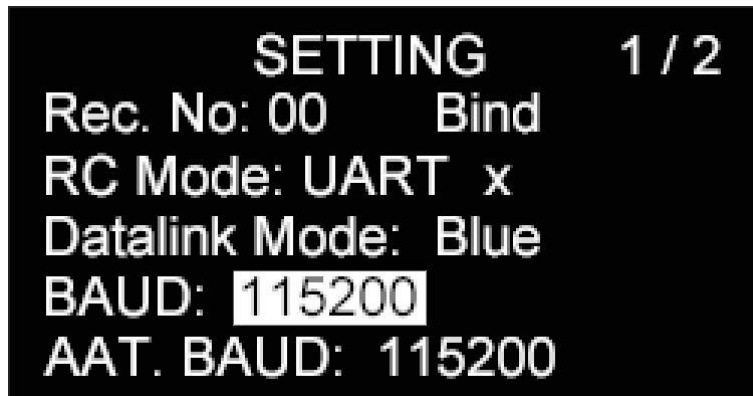 SETTING 1 / 2
Rec. No: 00 Bind
RC Mode: UART x
Datalink Mode: Blue
BAUD: 115200
AAT. BAUD: 115200